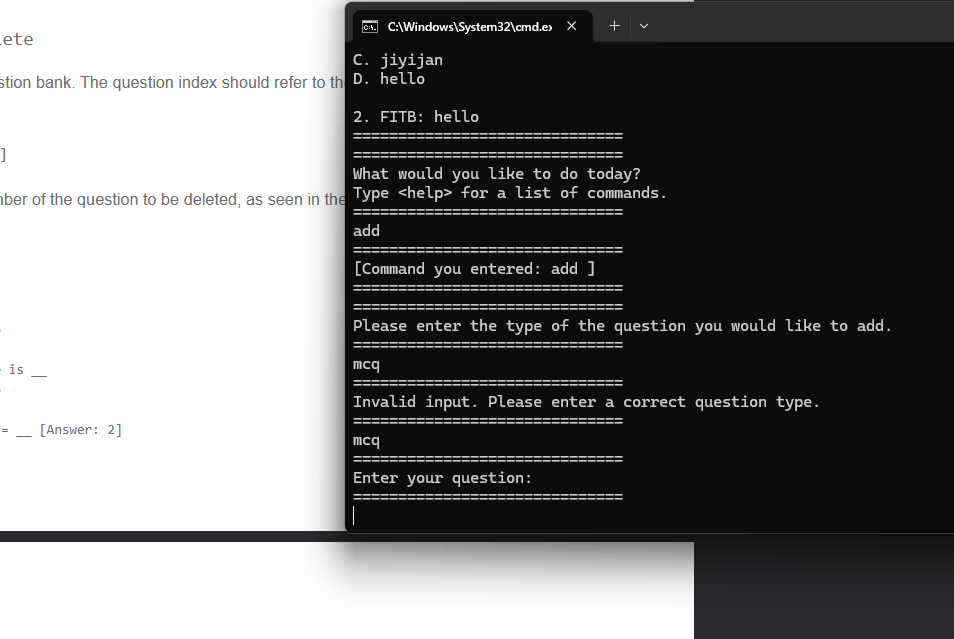 ete
stion bank. The question index should refer to the
]
ber of the question to be deleted, as seen in the
is __
= __ [Answer: 2]
C:\Windows\System32\cmd.ex
C. jiyijan
D. hello
2. FITB: hello
==============================
==============================
What would you like to do today?
Type <help> for a list of commands.
==============================
add
==============================
[Command you entered: add ]
==============================
==============================
Please enter the type of the question you would like to add.
==============================
mcq
==============================
Invalid input. Please enter a correct question type.
==============================
mcq
==============================
Enter your question:
==============================